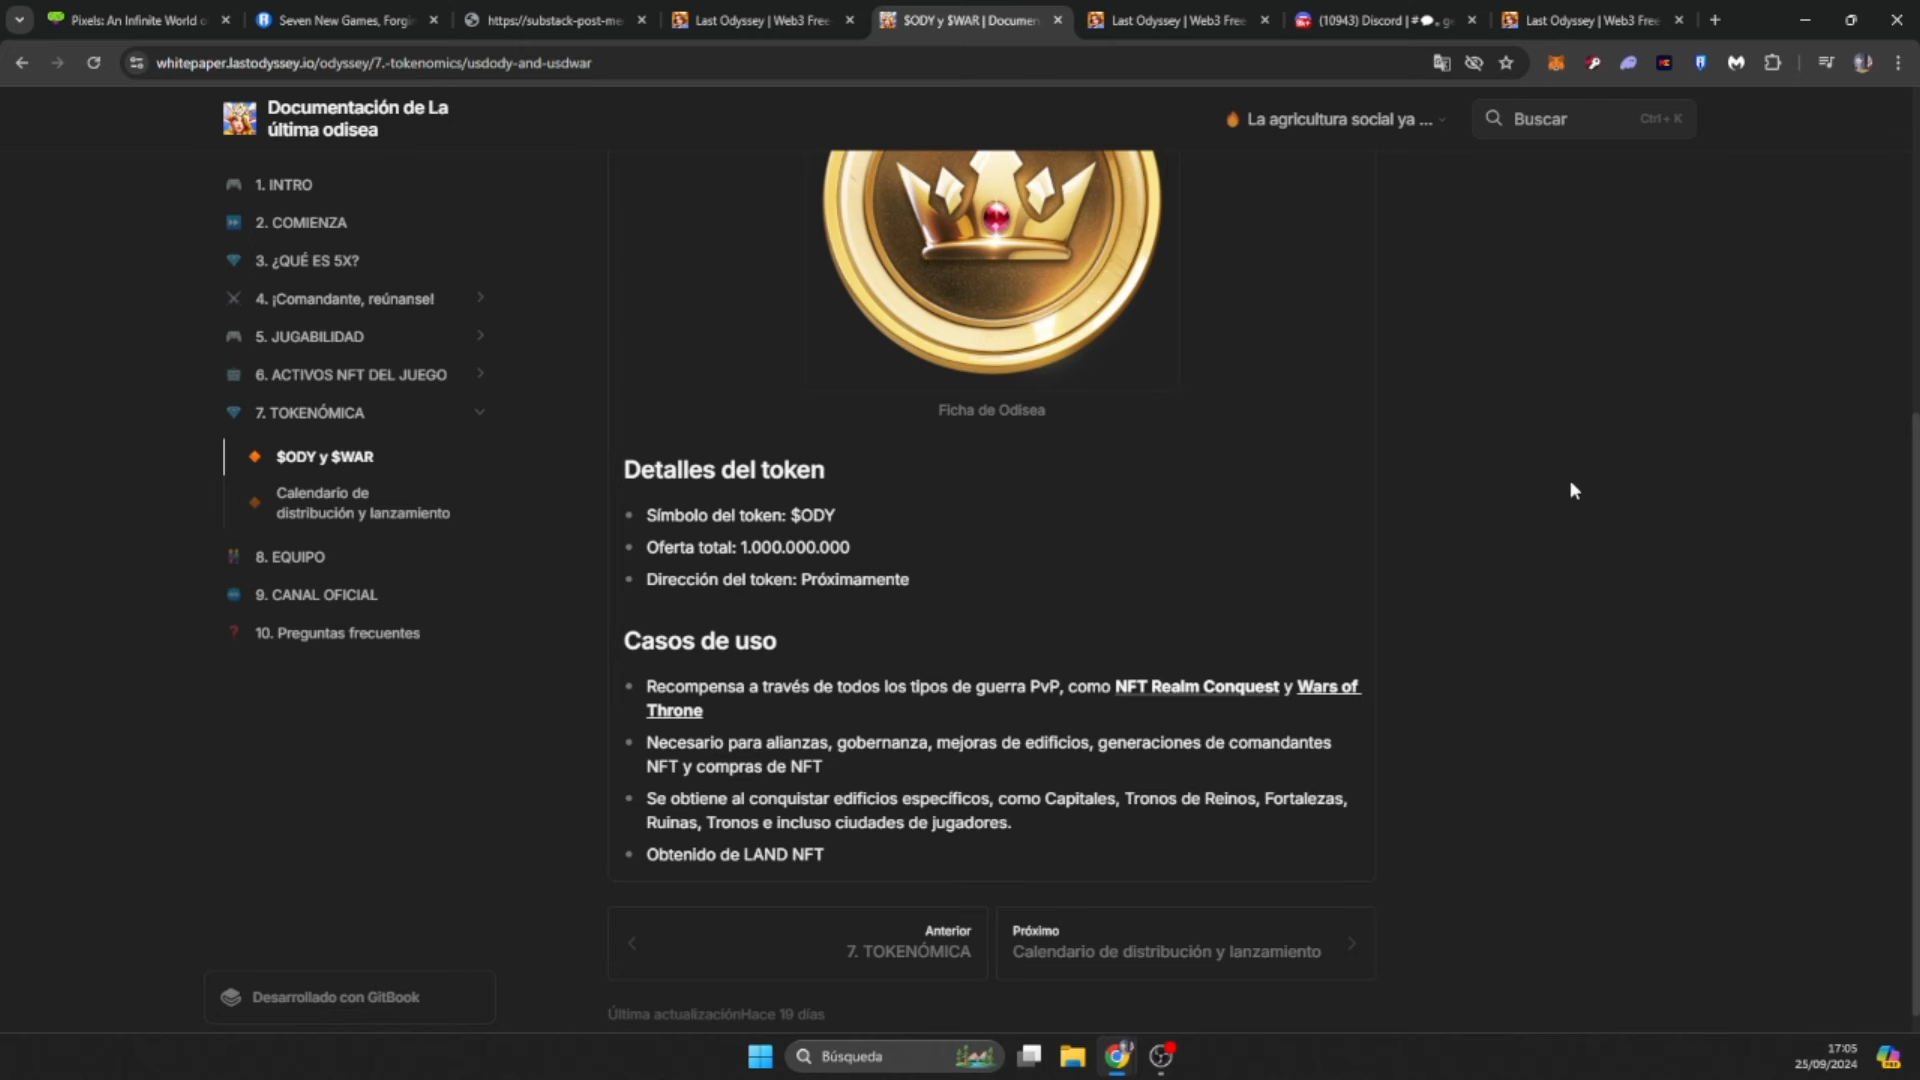 Pixels: An Infinite World o
Seven New Games, Forgi
https://substack-post-me
Last Odyssey | Web3 Free
$ODY y $WAR | Documen
Last Odyssey | Web3 Free
(10943) Discord | #
Last Odyssey | Web3 Free
whitepaper.lastodyssey.io/odyssey/7.-tokenomics/usdody-and-usdwar
Documentación de La
última odisea
La agricultura social ya ...
Buscar
Ctrl + K
1. INTRO
2. COMIENZA
3. ¿QUÉ ES 5X?
4. ¡Comandante, reúnanse!
5. JUGABILIDAD
6. ACTIVOS NFT DEL JUEGO
7. TOKENÓMICA
$ODY y $WAR
Calendario de
distribución y lanzamiento
8. EQUIPO
9. CANAL OFICIAL
10. Preguntas frecuentes
Desarrollado con GitBook
Ficha de Odisea
Detalles del token
• Símbolo del token: $ODY
• Oferta total: 1.000.000.000
• Dirección del token: Próximamente
Casos de uso
• Recompensa a través de todos los tipos de guerra PvP, como NFT Realm Conquest y Wars of
Throne
• Necesario para alianzas, gobernanza, mejoras de edificios, generaciones de comandantes
NFT y compras de NFT
• Se obtiene al conquistar edificios específicos, como Capitales, Tronos de Reinos, Fortalezas,
Ruinas, Tronos e incluso ciudades de jugadores.
• Obtenido de LAND NFT
Anterior
7. TOKENÓMICA
Próximo
Calendario de distribución y lanzamiento
Última actualizaciónHace 19 días
Búsqueda
17:05
25/09/2024